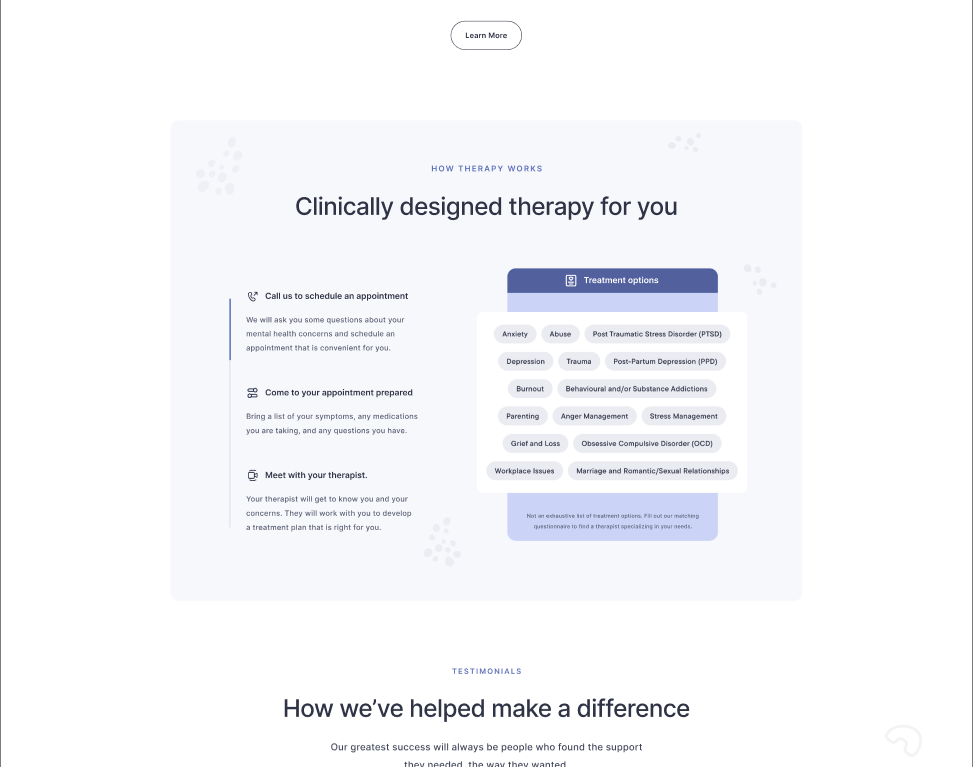 Learn More
HOW THERAPY WORKS
Clinically designed therapy for you
Call us to schedule an appointment
We will ask you some questions about your
mental health concerns and schedule an
appointment that is convenient for you.
Come to your appointment prepared
Bring a list of your symptoms, any medications
you are taking, and any questions you have.
Meet with your therapist.
Your therapist will get to know you and your
concerns. They will work with you to develop
a treatment plan that is right for you.
Treatment options
Anxiety Abuse Post Traumatic Stress Disorder (PTSD)
Depression Trauma Post-Partum Depression (PPD)
Burnout Behavioural and/or Substance Addictions
Parenting Anger Management Stress Management
Grief and Loss Obsessive Compulsive Disorder (OCD)
Workplace Issues Marriage and Romantic/Sexual Relationships
Not an exhaustive list of treatment options. Fill out our matching
questionnaire to find a therapist specializing in your needs.
TESTIMONIALS
How we’ve helped make a difference
Our greatest success will always be people who found the support
they needed, the way they wanted